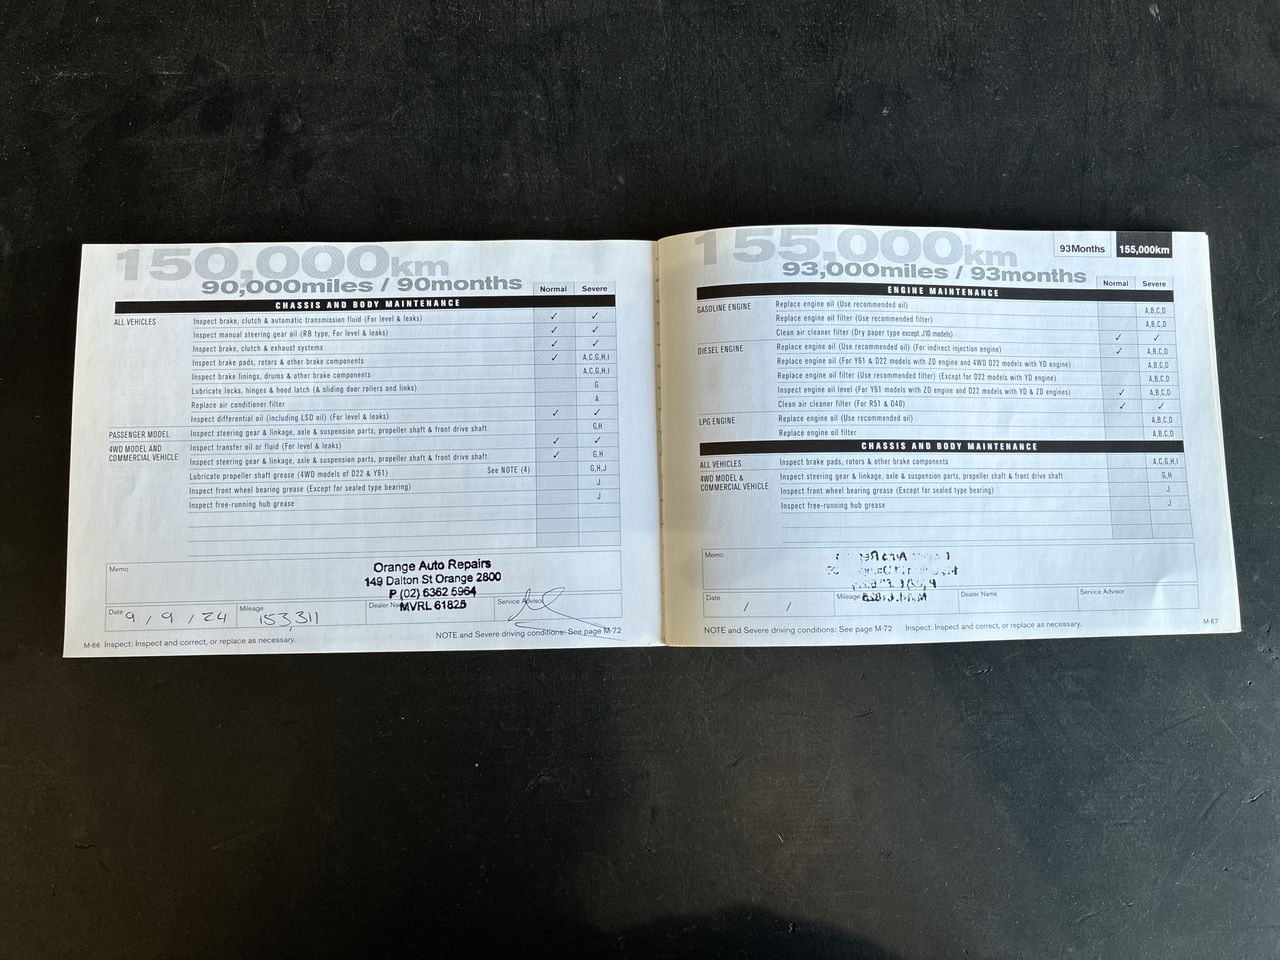 150,000km
90,000miles / 90months
Normal Severe
CHASSIS AND BODY MAINTENANCE
ALL VEHICLES Inspect brake, clutch & automatic transmission fluid (For level & leaks) ✓ ✓
Inspect manual steering gear oil (RB type, For level & leaks) ✓ ✓
Inspect brake, clutch & exhaust systems ✓ ✓
Inspect brake pads, rotors & other brake components ✓ A,C,G,H,I
Inspect brake linings, drums & other brake components A,C,G,H,I
Lubricate locks, hinges & hood latch (& sliding door rollers and links) G
Replace air conditioner filter A
Inspect differential oil (including LSD oil) (For level & leaks) ✓ ✓
PASSENGER MODEL Inspect steering gear & linkage, axle & suspension parts, propeller shaft & front drive shaft G,H
4WD MODEL AND COMMERCIAL VEHICLE Inspect transfer oil or fluid (For level & leaks) ✓ ✓
Inspect steering gear & linkage, axle & suspension parts, propeller shaft & front drive shaft ✓ G,H
Lubricate propeller shaft grease (4WD models of D22 & Y61) See NOTE (4) G,H,J
Inspect front wheel bearing grease (Except for sealed type bearing) J
Inspect free-running hub grease J
Memo
Orange Auto Repairs
149 Dalton St Orange 2800
P (02) 6362 5964
MVRL 61825
Date 9 / 9 / 24 Mileage 153,311 Dealer Service Advisor
NOTE and Severe driving conditions: See page M-72
M-66 Inspect: Inspect and correct, or replace as necessary.
155,000km
93Months 155,000km
93,000miles / 93months
Normal Severe
ENGINE MAINTENANCE
GASOLINE ENGINE Replace engine oil (Use recommended oil) A,B,C,D
Replace engine oil filter (Use recommended filter) A,B,C,D
Clean air cleaner filter (Dry paper type except J10 models) ✓ ✓
DIESEL ENGINE Replace engine oil (Use recommended oil) (For indirect injection engine) ✓ A,B,C,D
Replace engine oil (For Y61 & D22 models with ZD engine and 4WD D22 models with YD engine) A,B,C,D
Replace engine oil filter (Use recommended filter) (Except for D22 models with YD engine) A,B,C,D
Inspect engine oil level (For Y61 models with ZD engine and D22 models with YD & ZD engines) ✓ A,B,C,D
Clean air cleaner filter (For R51 & D40) ✓ ✓
LPG ENGINE Replace engine oil (Use recommended oil) A,B,C,D
Replace engine oil filter A,B,C,D
CHASSIS AND BODY MAINTENANCE
ALL VEHICLES Inspect brake pads, rotors & other brake components A,C,G,H,I
4WD MODEL & COMMERCIAL VEHICLE Inspect steering gear & linkage, axle & suspension parts, propeller shaft & front drive shaft G,H
Inspect front wheel bearing grease (Except for sealed type bearing) J
Inspect free-running hub grease J
Memo
Date / / Mileage Dealer Name Service Advisor
NOTE and Severe driving conditions: See page M-72 Inspect: Inspect and correct, or replace as necessary.
M-67